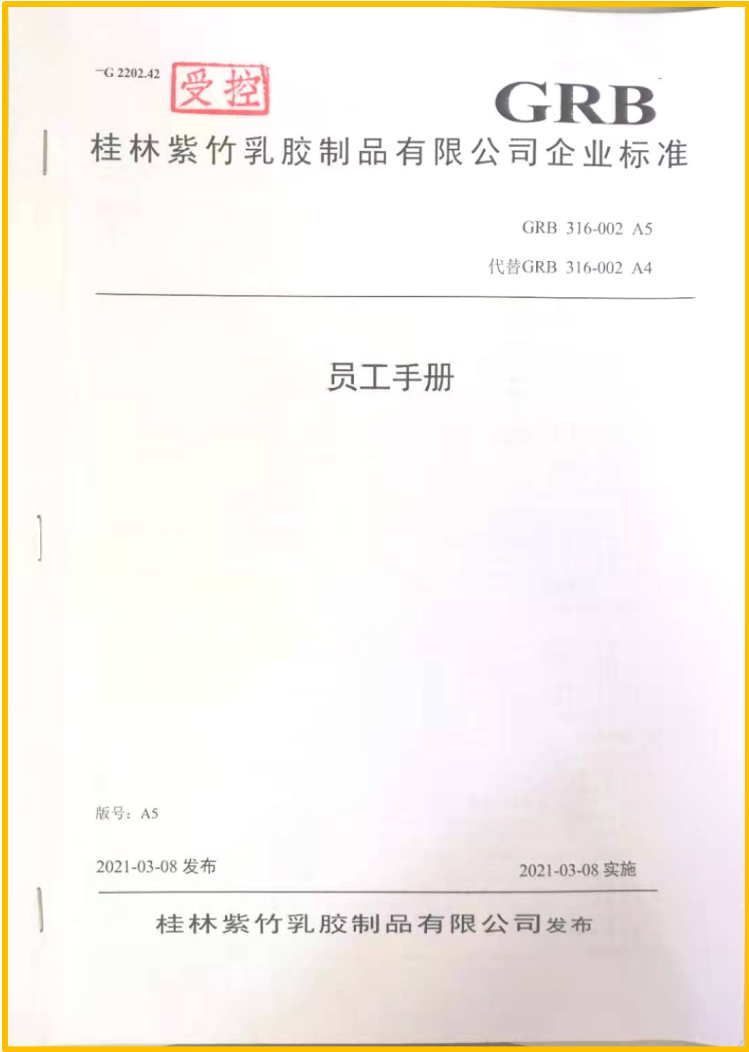 G 2202.42
受控
GRB
桂林紫竹乳胶制品有限公司企业标准
GRB 316-002 A5
代替GRB 316-002 A4
员工手册
版号：A5
2021-03-08 发布
2021-03-08 实施
桂林紫竹乳胶制品有限公司发布